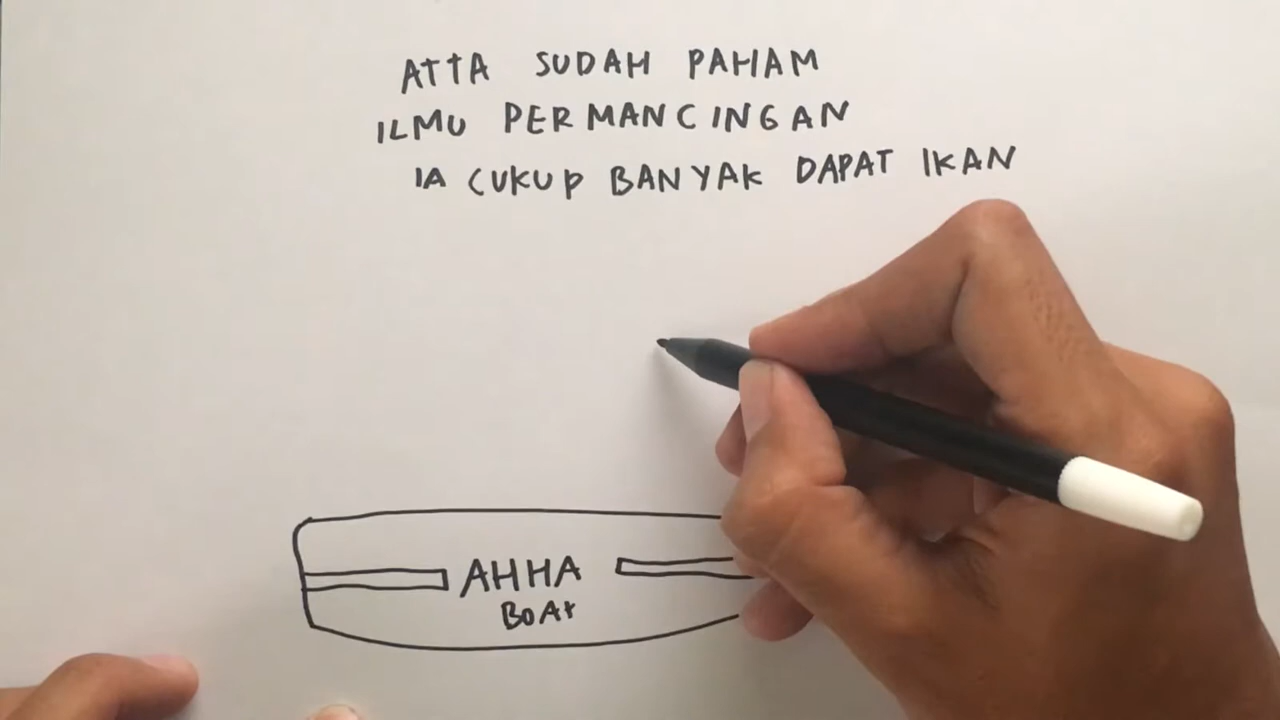 ATTA SUDAH PAHAM
ILMU PERMANCINGAN
IA CUKUP BANYAK DAPAT IKAN
AHHA
BOAt